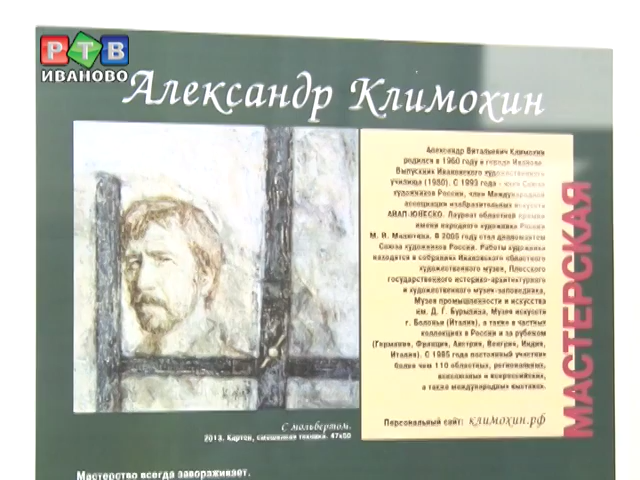 РТВ
ИВАНОВО
Александр Климохин
Александр Витальевич Климохин
родился в 1960 году в городе Иванове.
Выпускник Ивановского художественного
училища (1980). С 1993 года - член Союза
художников России, член Международной
ассоциации изобразительных искусств
АИАП ЮНЕСКО. Лауреат областной премии
имени народного художника России
М. И. Малютина. В 2005 году стал дипломантом
Союза художников России. Работы художника
находятся в собраниях Ивановского областного
художественного музея, Плесского
государственного историко-архитектурного
и художественного музея-заповедника,
Музея промышленности и искусства
им. Д. Г. Бурылина, Музея искусств
г. Болоньи (Италия), а также в частных
коллекциях в России и за рубежом
(Германия, Франция, Австрия, Венгрия, Индия,
Италия). С 1985 года постоянный участник
более чем 110 областных, региональных,
всесоюзных и всероссийских,
а также международных выставок.
Персональный сайт: климохин.рф
МАСТЕРСКАЯ
С мольбертом.
2013. Картон, смешанная техника. 47х50
Мастерство всегда завораживает.